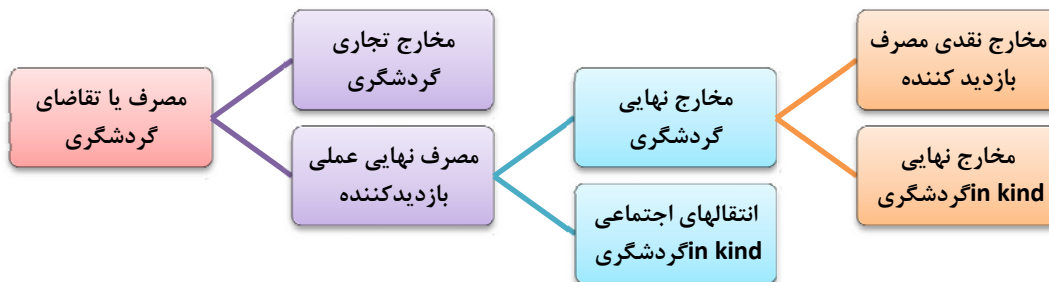 مصرف یا تقاضای
گردشگری
مخارج تجاری
گردشگری
مصرف نهایی عملی
بازدیدکننده
مخارج نهایی
گردشگری
انتقالهای اجتماعی
in kindگردشگری
مخارج نقدی مصرف
بازدید کننده
مخارج نهایی
in kindگردشگری